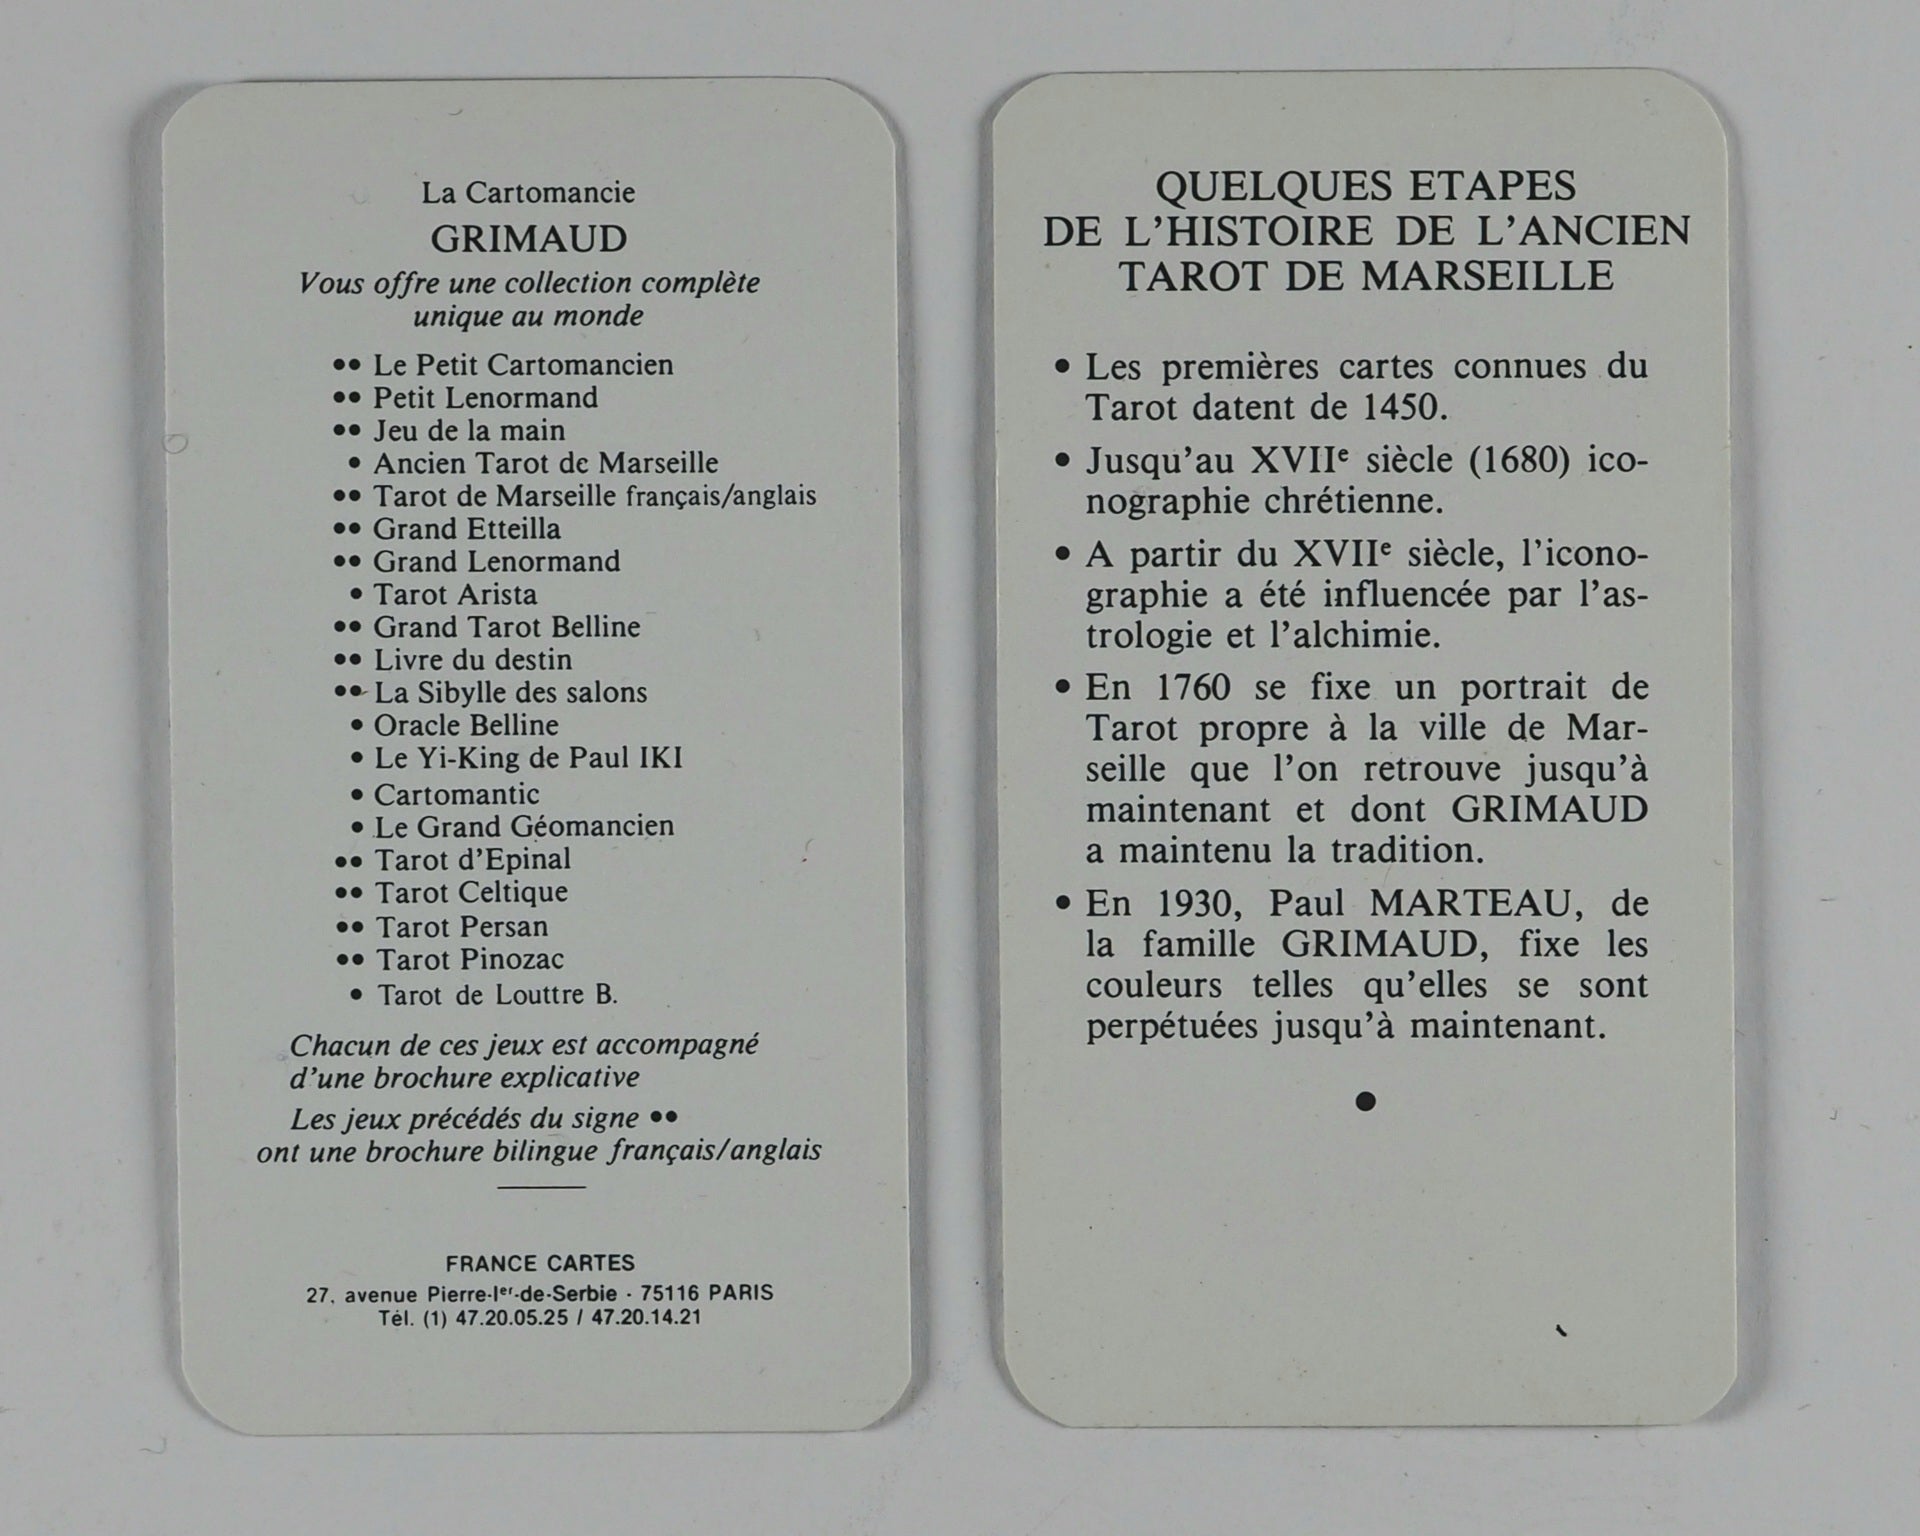 La Cartomancie
GRIMAUD
Vous offre une collection complète
unique au monde
•• Le Petit Cartomancien
•• Petit Lenormand
•• Jeu de la main
• Ancien Tarot de Marseille
•• Tarot de Marseille français/anglais
•• Grand Etteilla
•• Grand Lenormand
• Tarot Arista
•• Grand Tarot Belline
•• Livre du destin
•• La Sibylle des salons
• Oracle Belline
• Le Yi-King de Paul IKI
• Cartomantic
• Le Grand Géomancien
•• Tarot d'Epinal
•• Tarot Celtique
•• Tarot Persan
•• Tarot Pinozac
• Tarot de Louttre B.
Chacun de ces jeux est accompagné
d'une brochure explicative
Les jeux précédés du signe ••
ont une brochure bilingue français/anglais
FRANCE CARTES
27, avenue Pierre-Ier-de-Serbie - 75116 PARIS
Tél. (1) 47.20.05.25 / 47.20.14.21
QUELQUES ETAPES
DE L'HISTOIRE DE L'ANCIEN
TAROT DE MARSEILLE
• Les premières cartes connues du
Tarot datent de 1450.
• Jusqu'au XVIIe siècle (1680) ico-
nographie chrétienne.
• A partir du XVIIe siècle, l'icono-
graphie a été influencée par l'as-
trologie et l'alchimie.
• En 1760 se fixe un portrait de
Tarot propre à la ville de Mar-
seille que l'on retrouve jusqu'à
maintenant et dont GRIMAUD
a maintenu la tradition.
• En 1930, Paul MARTEAU, de
la famille GRIMAUD, fixe les
couleurs telles qu'elles se sont
perpétuées jusqu'à maintenant.
•